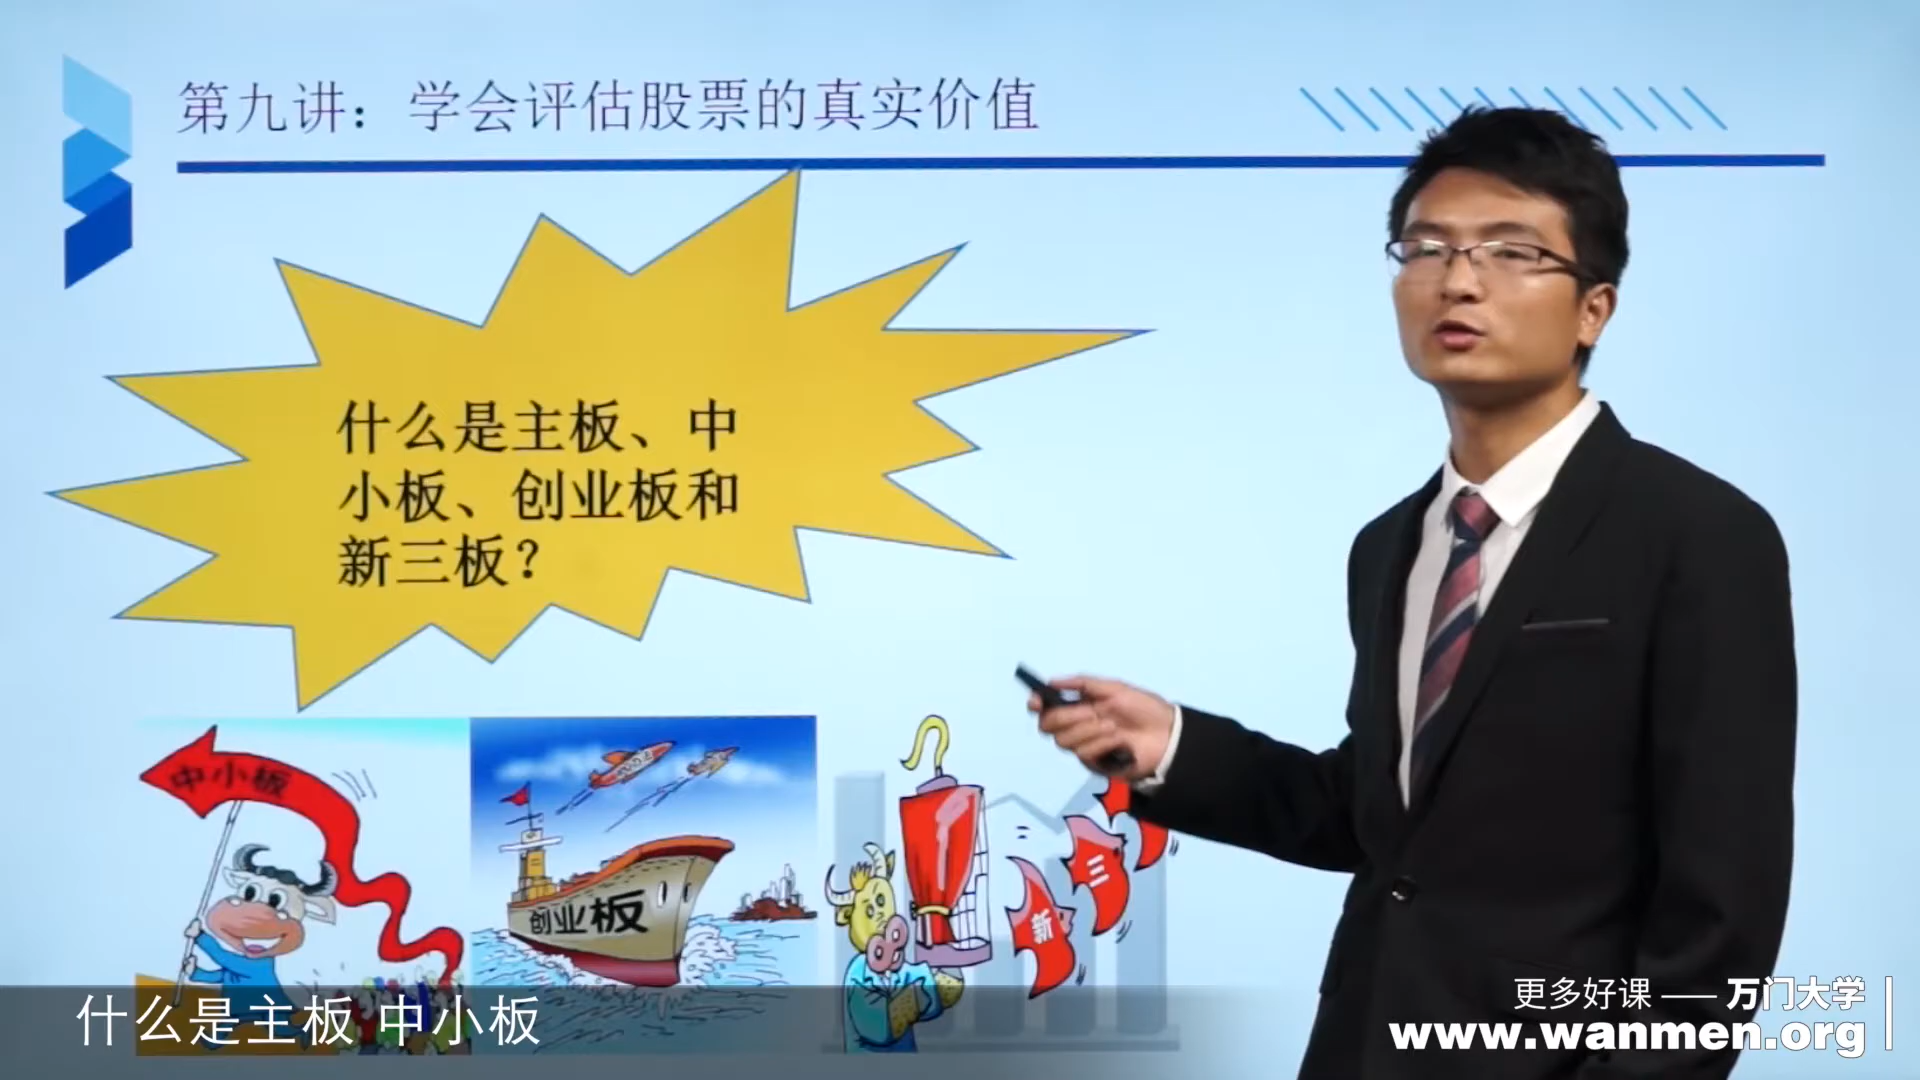 第九讲：学会评估股票的真实价值
什么是主板、中
小板、创业板和
新三板？
中小板
创业板
新
三
什么是主板 中小板
更多好课 —— 万门大学
www.wanmen.org